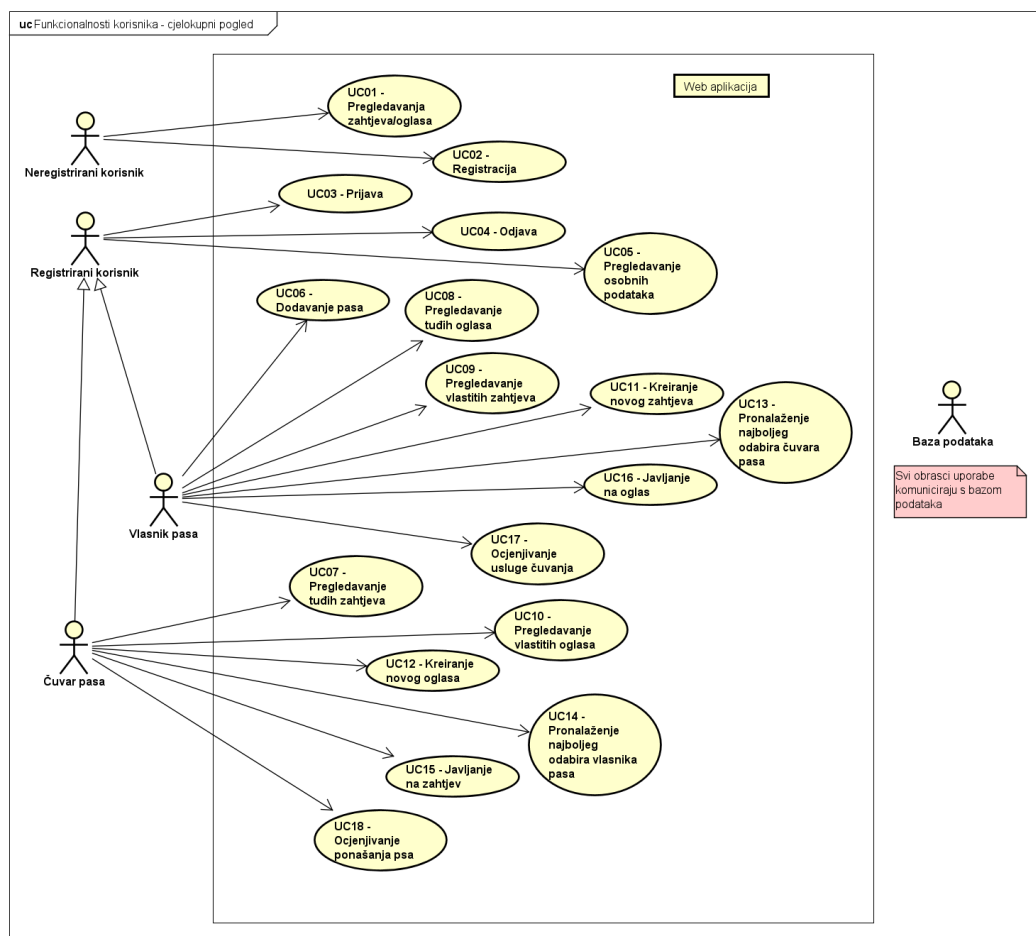 uc Funkcionalnosti korisnika - cjelokupni pogled
Web aplikacija
UC01 -
Pregledavanja
zahtjeva/oglasa
Neregistrirani korisnik
UC02 -
Registracija
UC03 - Prijava
UC04 - Odjava
Registrirani korisnik
UC05 -
Pregledavanje
osobnih
podataka
UC06 -
Dodavanje pasa
UC08 -
Pregledavanje
tuđih oglasa
UC09 -
Pregledavanje
vlastitih zahtjeva
UC11 - Kreiranje
novog zahtjeva
UC13 -
Pronalaženje
najboljeg
odabira čuvara
pasa
Baza podataka
Svi obrasci uporabe
komuniciraju s bazom
podataka
UC16 - Javljanje
na oglas
Vlasnik pasa
UC17 -
Ocjenjivanje
usluge čuvanja
UC07 -
Pregledavanje
tuđih zahtjeva
UC10 -
Pregledavanje
vlastitih oglasa
UC12 - Kreiranje
novog oglasa
Čuvar pasa
UC14 -
Pronalaženje
najboljeg
odabira vlasnika
pasa
UC15 - Javljanje
na zahtjev
UC18 -
Ocjenjivanje
ponašanja psa